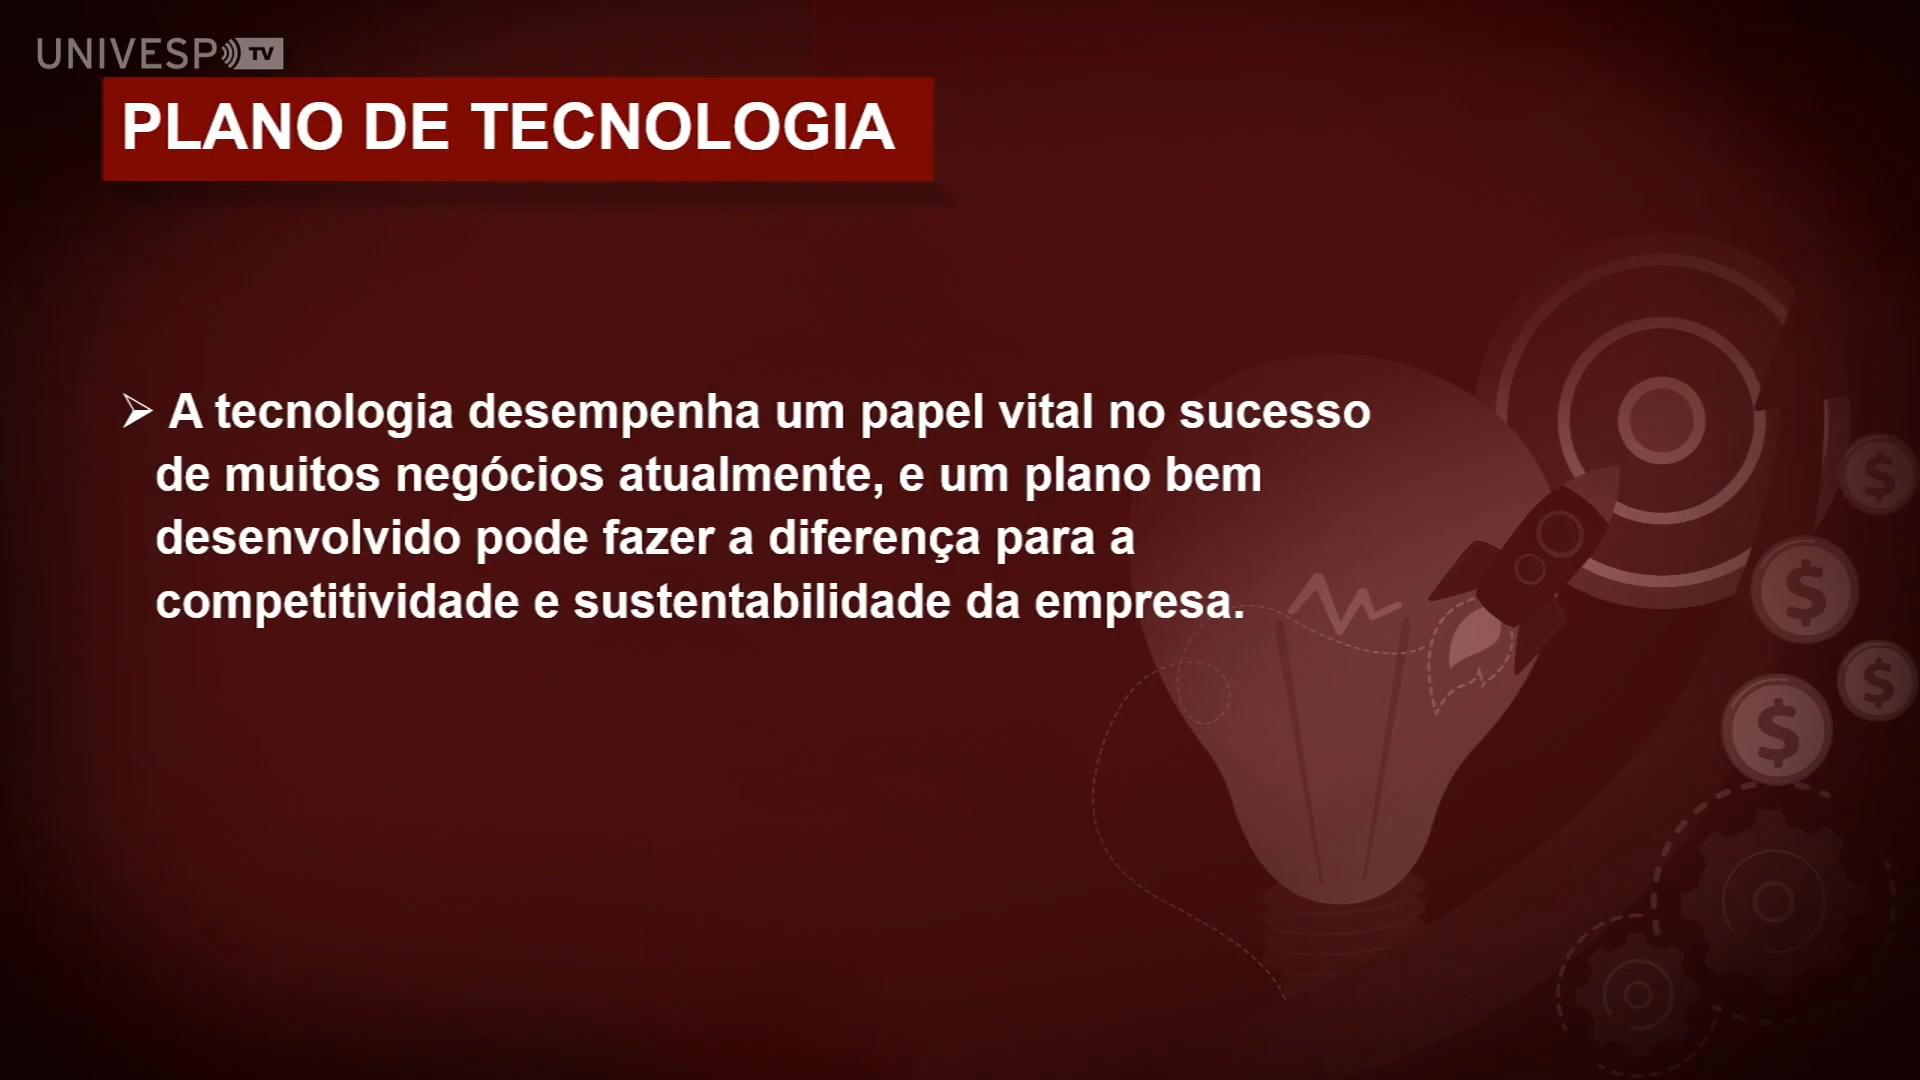 UNIVESP TV
PLANO DE TECNOLOGIA
➢ A tecnologia desempenha um papel vital no sucesso
de muitos negócios atualmente, e um plano bem
desenvolvido pode fazer a diferença para a
competitividade e sustentabilidade da empresa.
$
$
$
$